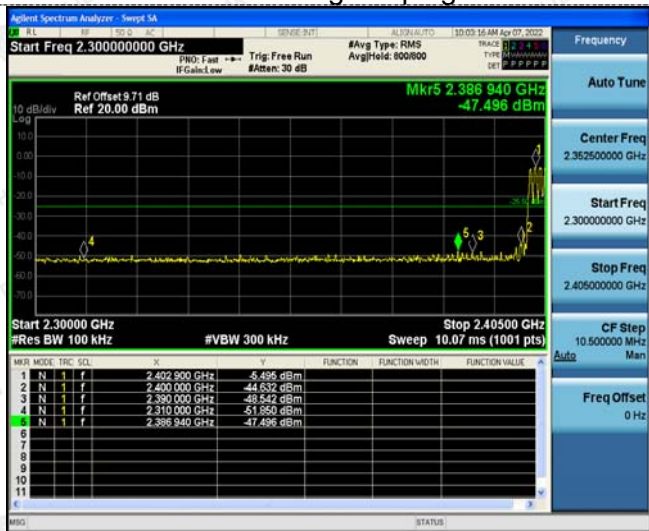 Agilent Spectrum Analyzer - Swept SA
RL RF 50 Ω AC SENSE:INT ALIGN AUTO 10:03:16 AM Apr 07, 2022
Start Freq 2.300000000 GHz
PNO: Fast
IFGain:Low
Trig: Free Run
#Atten: 30 dB
#Avg Type: RMS
Avg|Hold: 800/800
TRACE 1 2 3 4 5 6
TYPE
DET P P P P P P
Frequency
Auto Tune
Center Freq
2.352500000 GHz
Start Freq
2.300000000 GHz
Stop Freq
2.405000000 GHz
CF Step
10.500000 MHz
Auto Man
Freq Offset
0 Hz
Ref Offset 9.71 dB
Ref 20.00 dBm
10 dB/div
Log
Mkr5 2.386 940 GHz
-47.496 dBm
10.0
0.00
-10.0
-20.0
-30.0
-40.0
-50.0
-60.0
-70.0
1
2
3
4
5
Start 2.30000 GHz
#Res BW 100 kHz
#VBW 300 kHz
Stop 2.40500 GHz
Sweep 10.07 ms (1001 pts)
MKR MODE TRC SCL X Y FUNCTION FUNCTION WIDTH FUNCTION VALUE
1 N 1 f 2.402 900 GHz -5.495 dBm
2 N 1 f 2.400 000 GHz -44.632 dBm
3 N 1 f 2.390 000 GHz -48.542 dBm
4 N 1 f 2.310 000 GHz -51.850 dBm
5 N 1 f 2.386 940 GHz -47.496 dBm
6
7
8
9
10
11
MSG STATUS